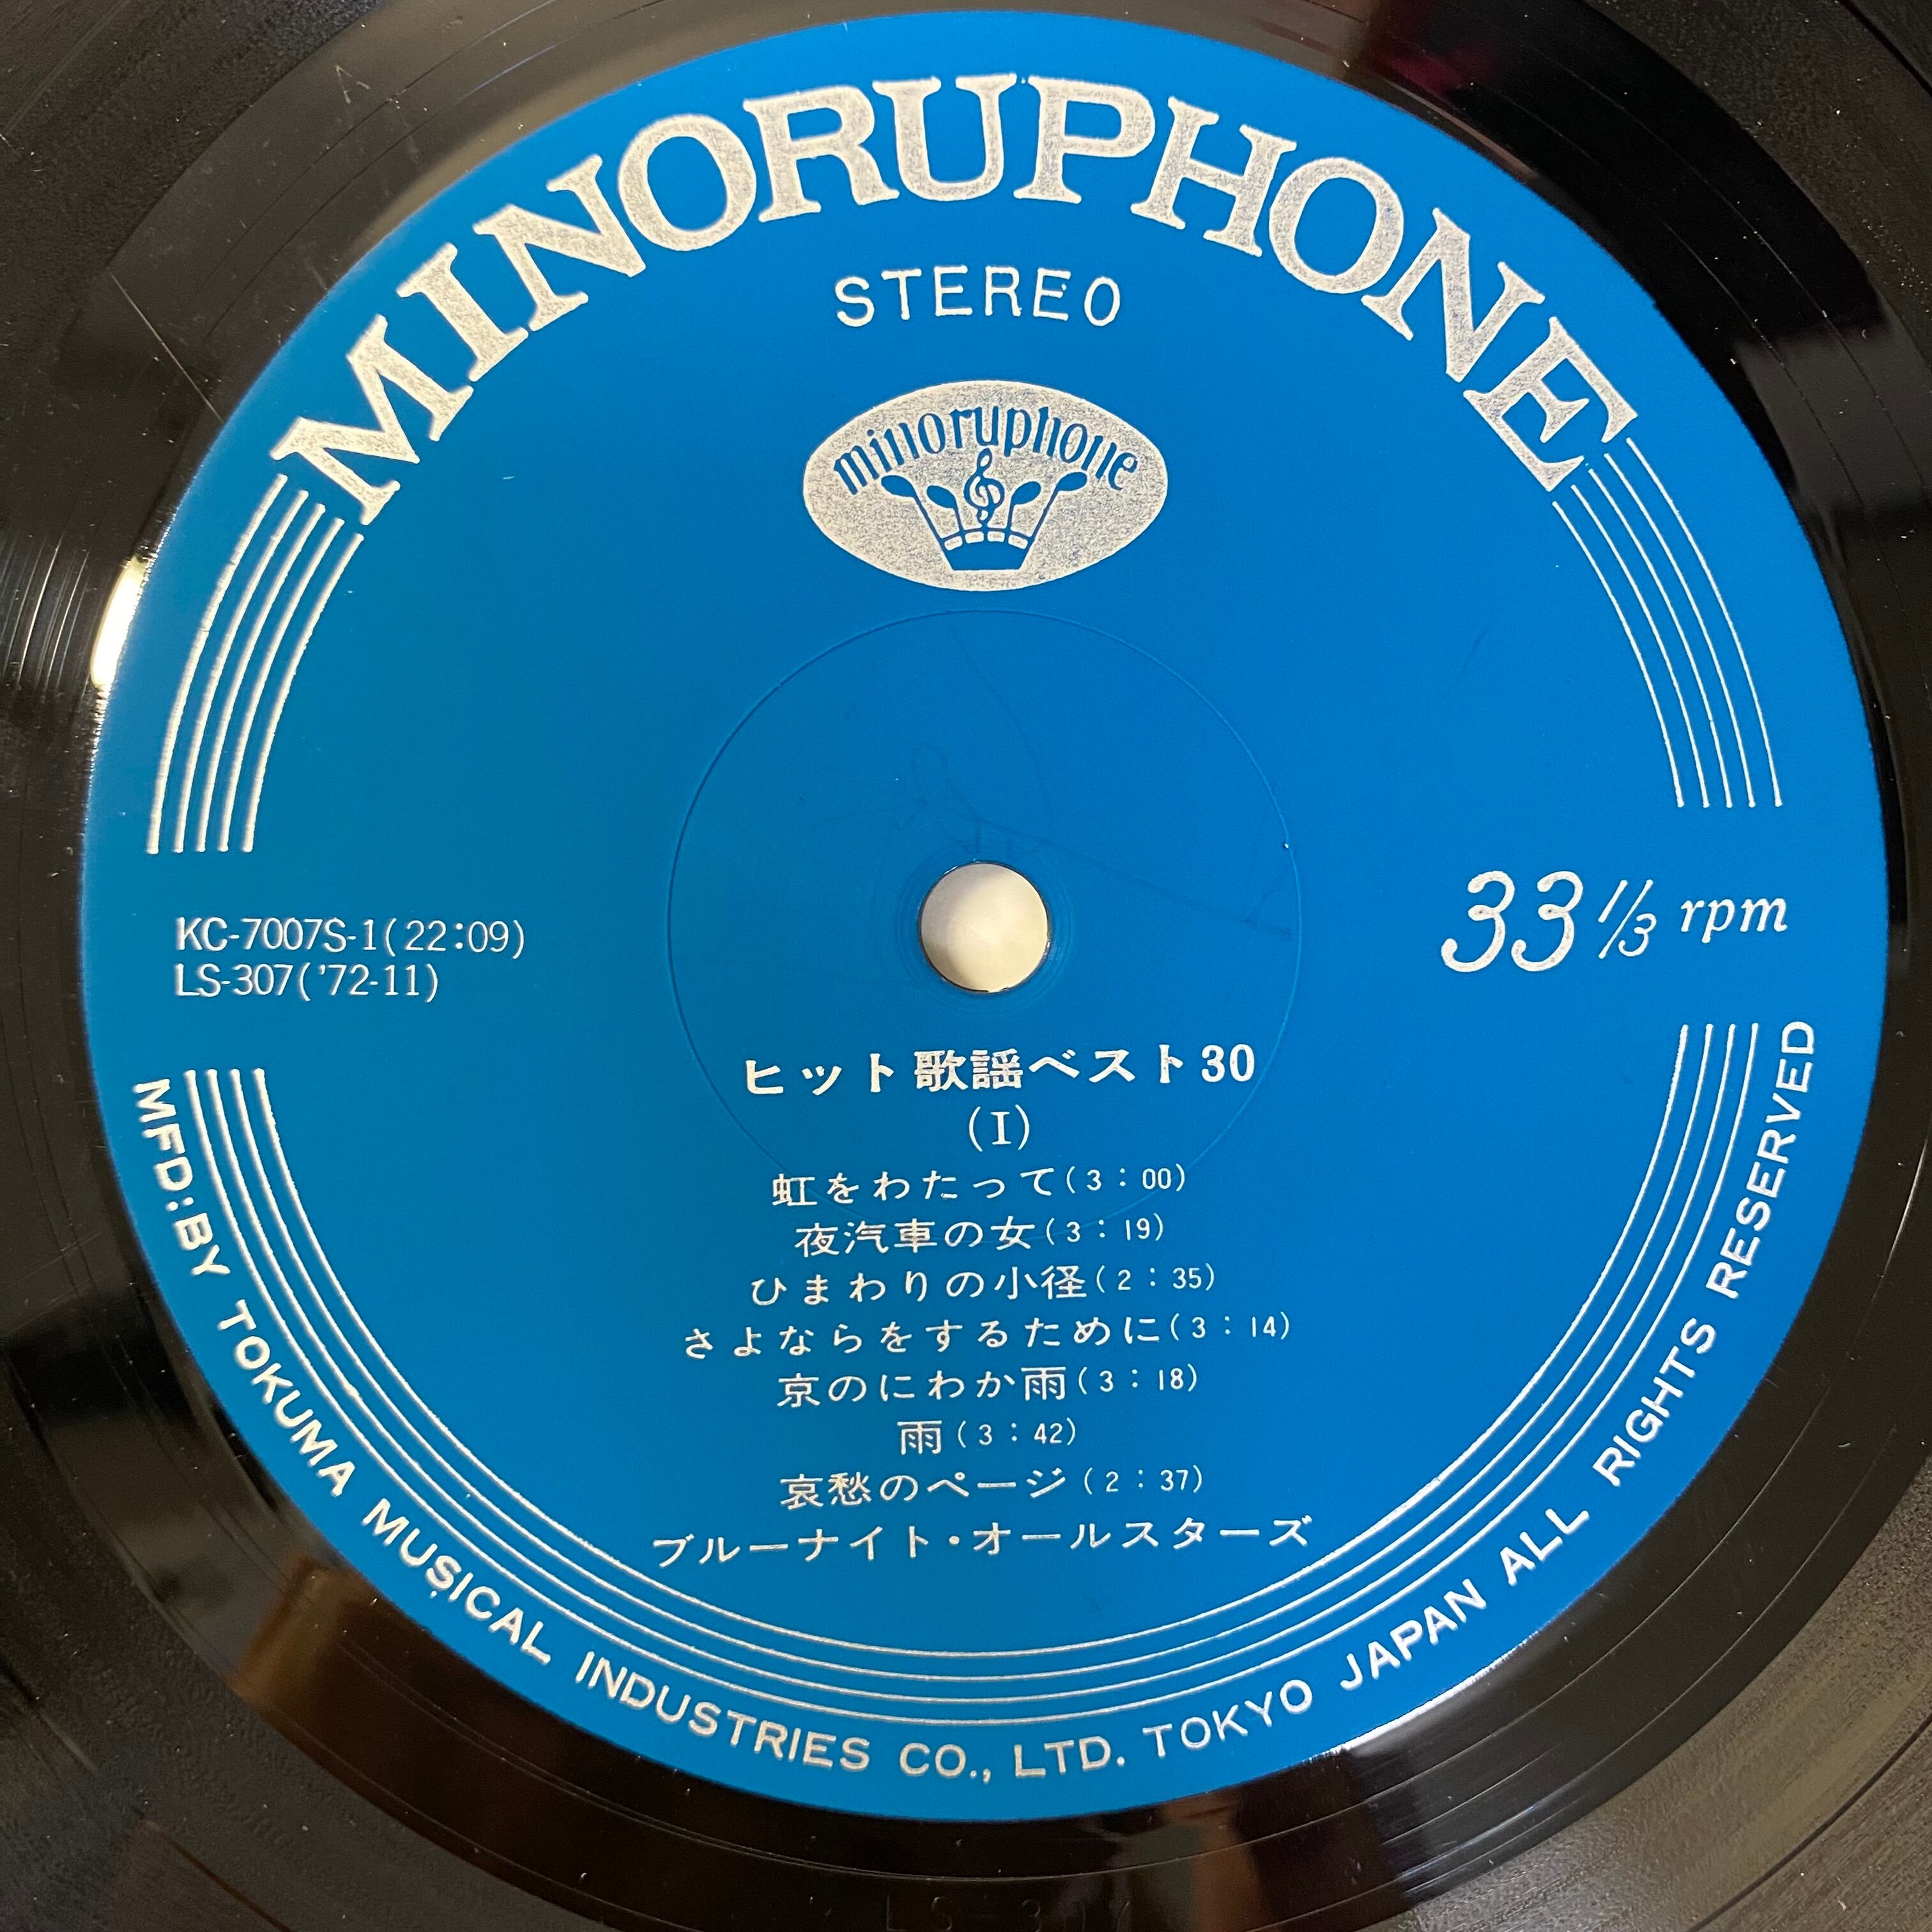 MINORUPHONE
STEREO
minoruphone
KC-7007S-1(22:09)
LS-307('72-11)
33 1/3 rpm
ヒット歌謡ベスト30
(I)
虹をわたって(3:00)
夜汽車の女(3:19)
ひまわりの小径(2:35)
さよならをするために(3:14)
京のにわか雨(3:18)
雨(3:42)
哀愁のページ(2:37)
ブルーナイト・オールスターズ
MFD:BY TOKUMA MUSICAL INDUSTRIES CO., LTD. TOKYO JAPAN ALL RIGHTS RESERVED